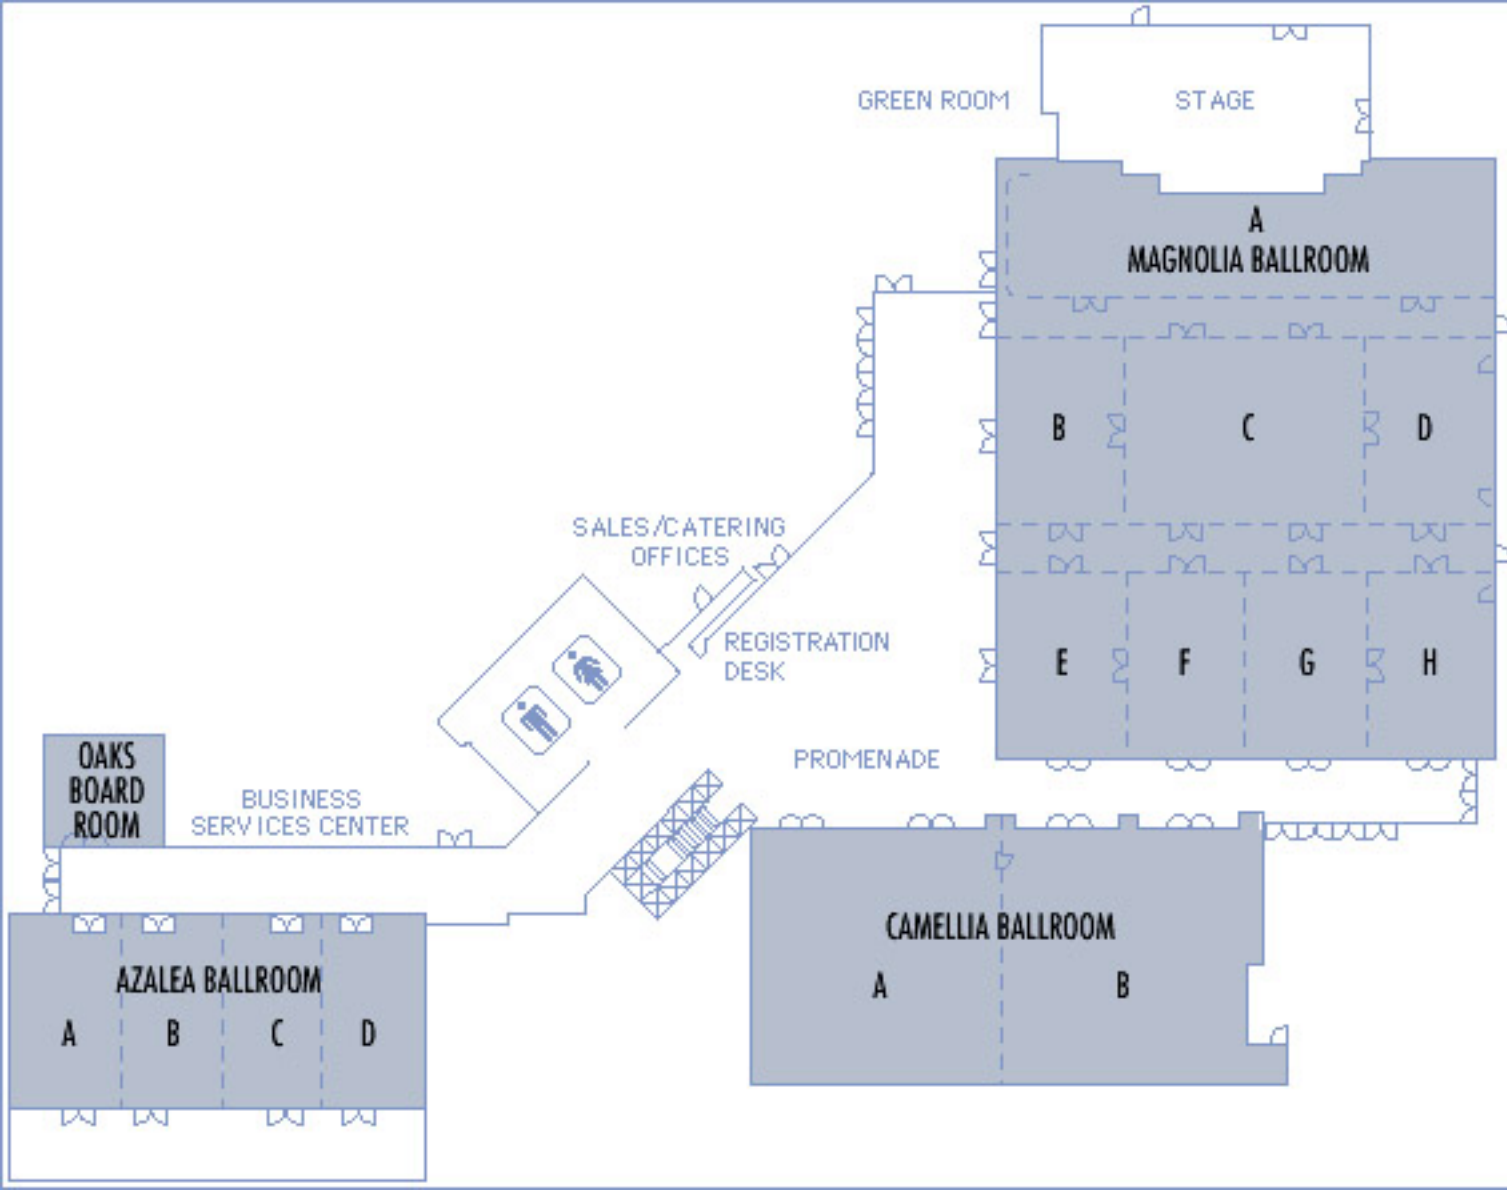 GREEN ROOM
STAGE
A
MAGNOLIA BALLROOM
B
C
D
SALES/CATERING
OFFICES
REGISTRATION
DESK
E
F
G
H
OAKS
BOARD
ROOM
BUSINESS
SERVICES CENTER
PROMENADE
CAMELLIA BALLROOM
A
B
AZALEA BALLROOM
A
B
C
D